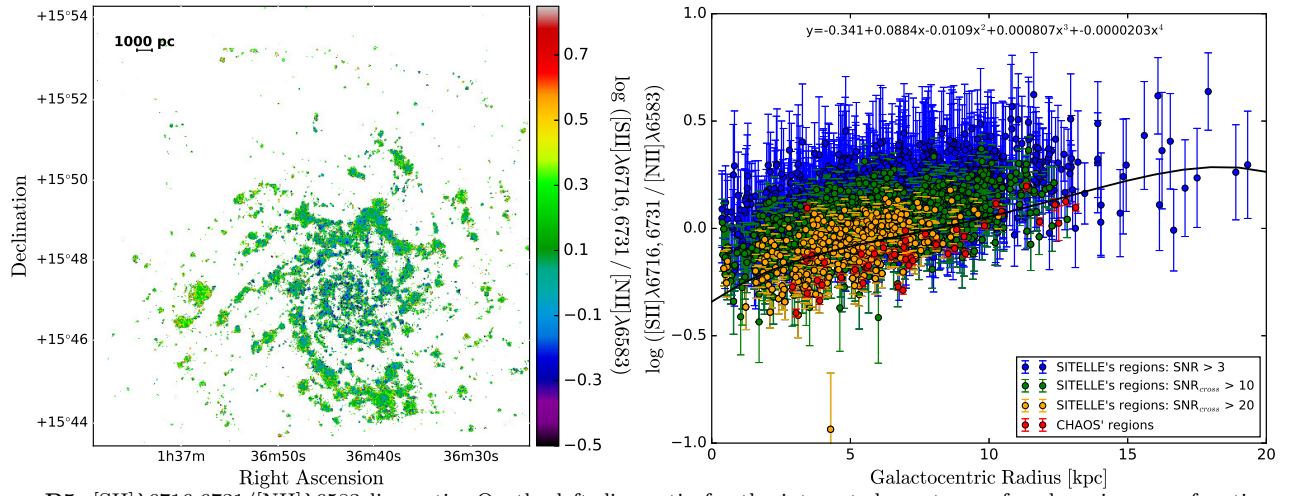 +15°54
+15°52
+15°50
+15°48
+15°46
+15°44
Declination
1000 pc
1h37m
36m50s
36m40s
36m30s
Right Ascension
0.7
0.5
0.3
0.1
−0.1
−0.3
−0.5
log ([SII]λ6716, 6731 / [NII]λ6583)
log ([SII]λ6716, 6731 / [NII]λ6583)
1.0
0.5
0.0
−0.5
−1.0
y=-0.341+0.0884x-0.0109x²+0.000807x³+-0.0000203x⁴
SITELLE's regions: SNR > 3
SITELLE's regions: SNR_cross > 10
SITELLE's regions: SNR_cross > 20
CHAOS' regions
0
5
10
15
20
Galactocentric Radius [kpc]